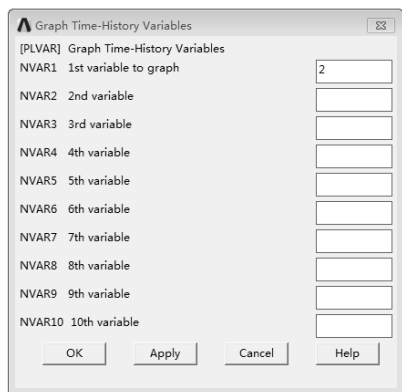 Graph Time-History Variables
[PLVAR] Graph Time-History Variables
NVAR1 1st variable to graph 2
NVAR2 2nd variable
NVAR3 3rd variable
NVAR4 4th variable
NVAR5 5th variable
NVAR6 6th variable
NVAR7 7th variable
NVAR8 8th variable
NVAR9 9th variable
NVAR10 10th variable
OK Apply Cancel Help